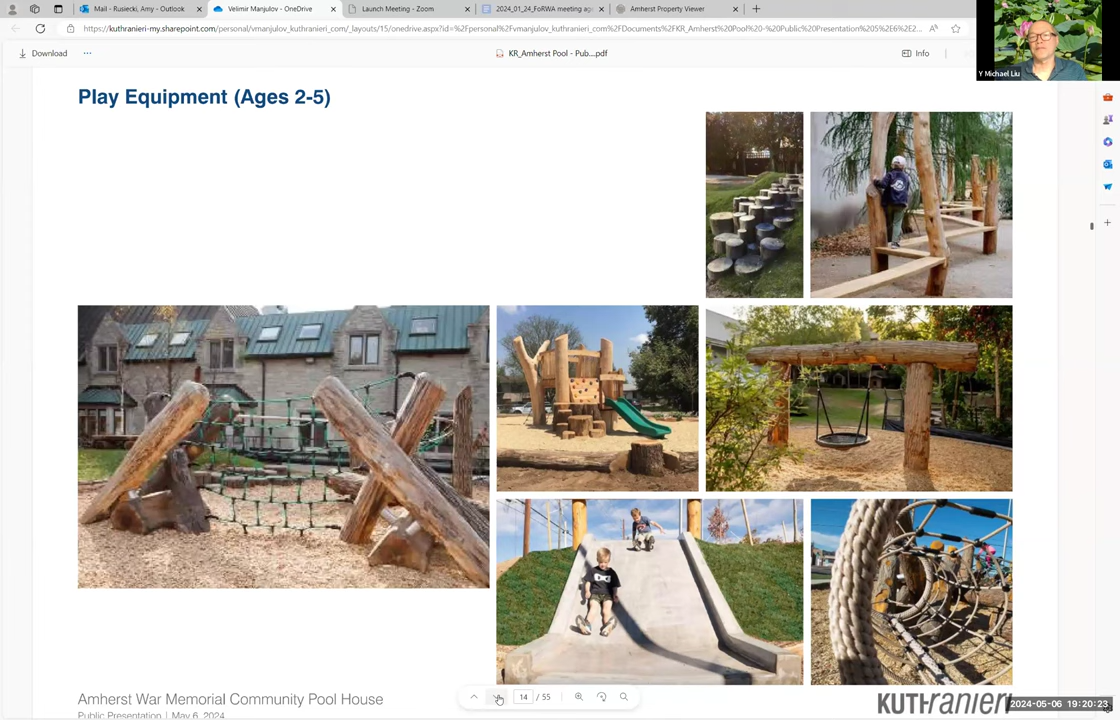 Rusiecki, Amy - Outlook
Velimir Manjulov - OneDrive
Launch Meeting - Zoom
2024_01_24_FoRWA meeting ag
Amherst Property Viewer
https://kuthranieri-my.sharepoint.com/personal/vmanjulov_kuthranieri_com/_layouts/15/onedrive.aspx?id=%2Fpersonal%2Fvmanjulov_kuthranieri_com%2FDocuments%2FKR_Amherst%20Pool%20-%20Public%20Presentation%205%2E6%2E2...
Download
KR_Amherst Pool - Pub....pdf
Info
Y Michael Liu
Play Equipment (Ages 2-5)
14 / 55
Amherst War Memorial Community Pool House
Public Presentation | May 6, 2024
KUTHRANIERI
2024-05-06 19:20:23